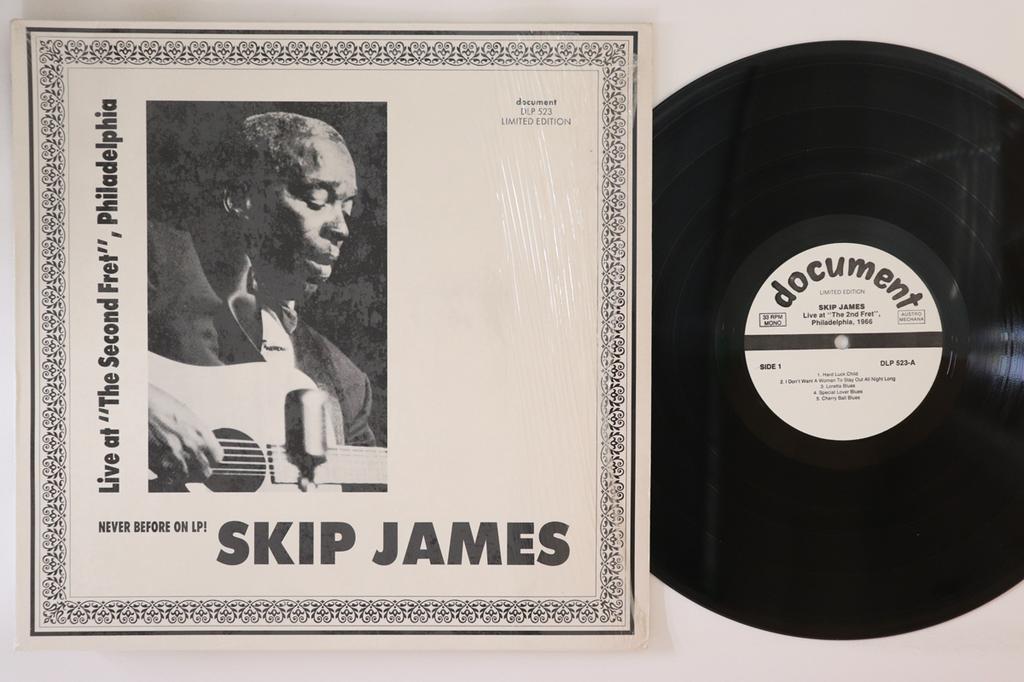 document
DLP 523
LIMITED EDITION
Live at "The Second Fret", Philadelphia
NEVER BEFORE ON LP!
SKIP JAMES
document
LIMITED EDITION
SKIP JAMES
Live at "The 2nd Fret",
Philadelphia, 1966
33 RPM
MONO
AUSTRO
MECHANA
SIDE 1
DLP 523-A
1. Hard Luck Child
2. I Don't Want A Woman To Stay Out All Night Long
3. Loretta Blues
4. Special Lover Blues
5. Cherry Ball Blues